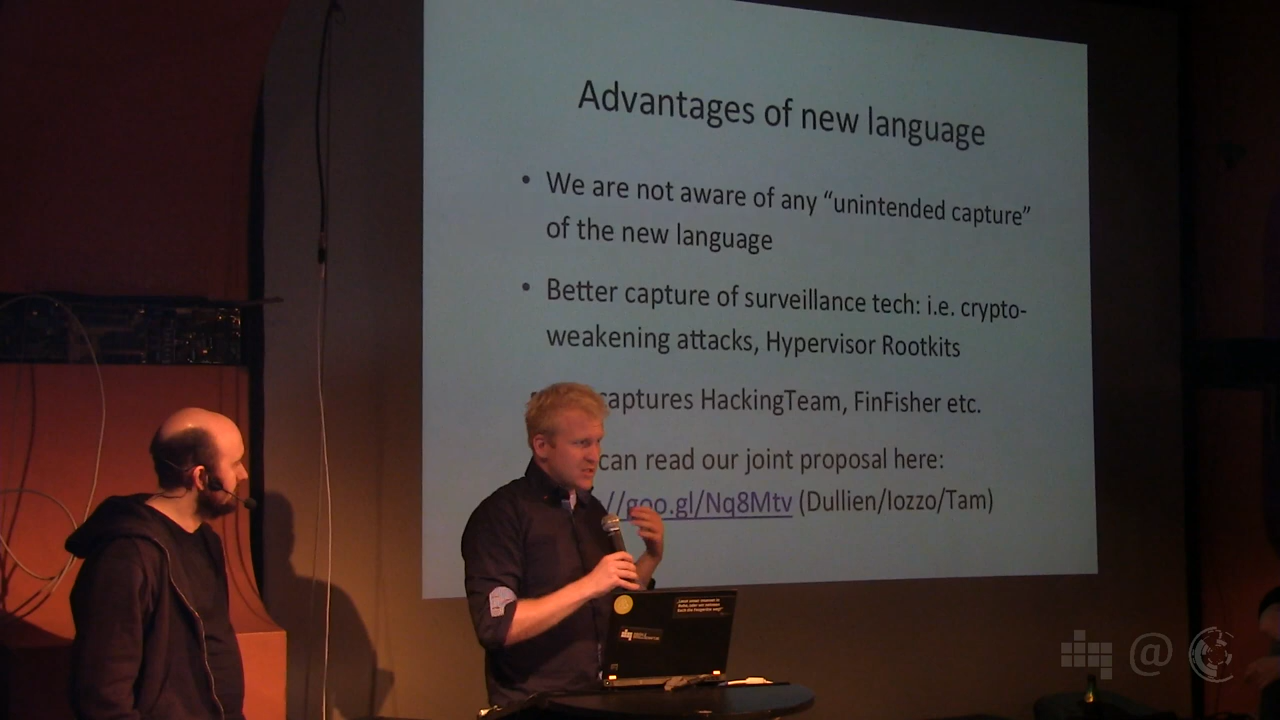 Advantages of new language
• We are not aware of any “unintended capture”
of the new language
• Better capture of surveillance tech: i.e. crypto-
weakening attacks, Hypervisor Rootkits
captures HackingTeam, FinFisher etc.
can read our joint proposal here:
//goo.gl/Nq8Mtv (Dullien/Iozzo/Tam)
@